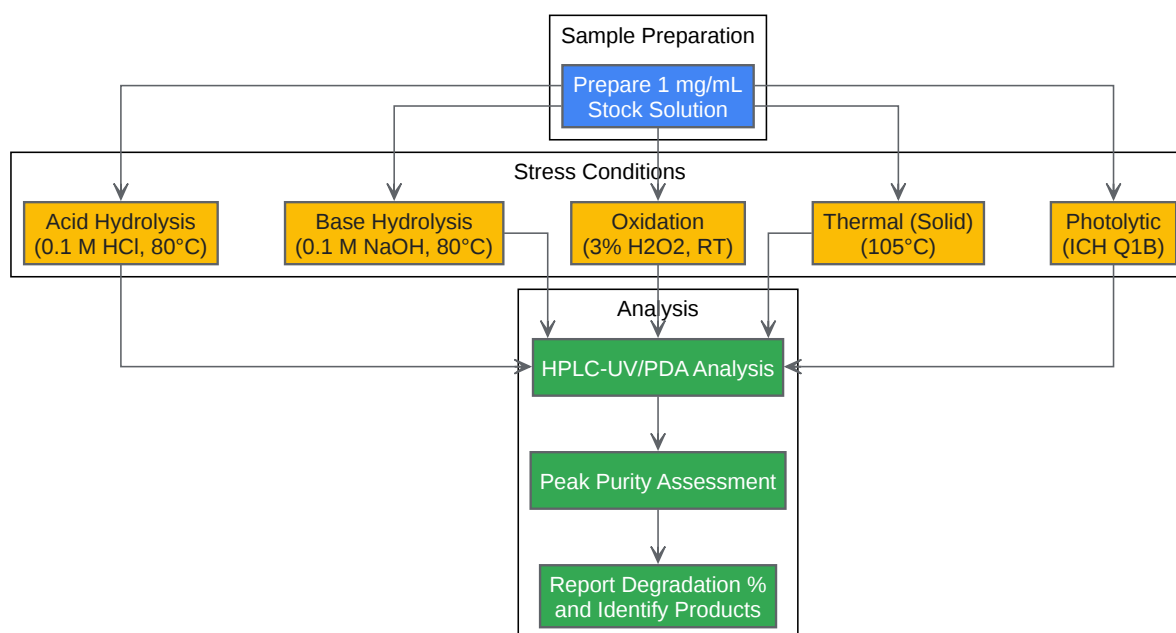 Sample Preparation
Prepare 1 mg/mL
Stock Solution
Stress Conditions
Acid Hydrolysis
(0.1 M HCl, 80°C)
Base Hydrolysis
(0.1 M NaOH, 80°C)
Oxidation
(3% H2O2, RT)
Thermal (Solid)
(105°C)
Photolytic
(ICH Q1B)
Analysis
HPLC-UV/PDA Analysis
Peak Purity Assessment
Report Degradation %
and Identify Products